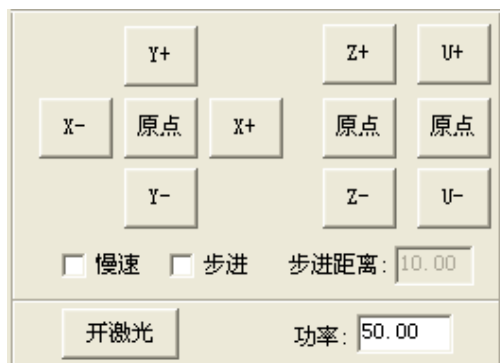 Y+ Z+ U+
X- 原点 X+ 原点 原点
Y- Z- U-
慢速 步进 步进距离: 10.00
开激光 功率: 50.00